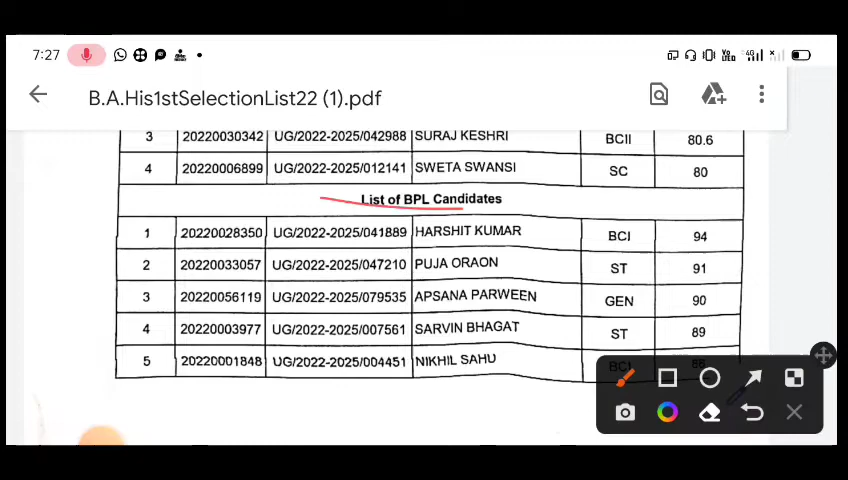 7:27
B.A.His1stSelectionList22 (1).pdf
3 20220030342 UG/2022-2025/042988 SURAJ KESHRI BCII 80.6
4 20220006899 UG/2022-2025/012141 SWETA SWANSI SC 80
List of BPL Candidates
1 20220028350 UG/2022-2025/041889 HARSHIT KUMAR BCI 94
2 20220033057 UG/2022-2025/047210 PUJA ORAON ST 91
3 20220056119 UG/2022-2025/079535 APSANA PARWEEN GEN 90
4 20220003977 UG/2022-2025/007561 SARVIN BHAGAT ST 89
5 20220001848 UG/2022-2025/004451 NIKHIL SAHU BCI